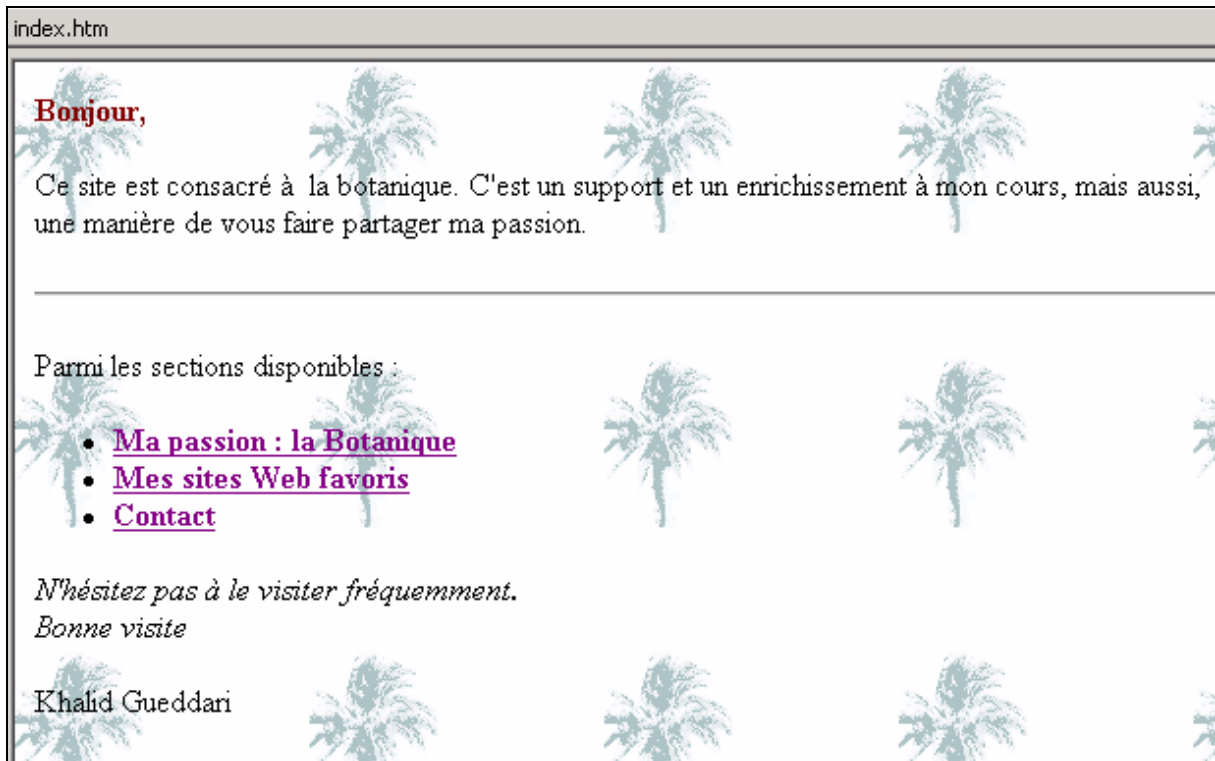 index.htm
Bonjour,
Ce site est consacré à  la botanique. C'est un support et un enrichissement à mon cours, mais aussi,
une manière de vous faire partager ma passion.
Parmi les sections disponibles :
• Ma passion : la Botanique
• Mes sites Web favoris
• Contact
N'hésitez pas à le visiter fréquemment.
Bonne visite
Khalid Gueddari